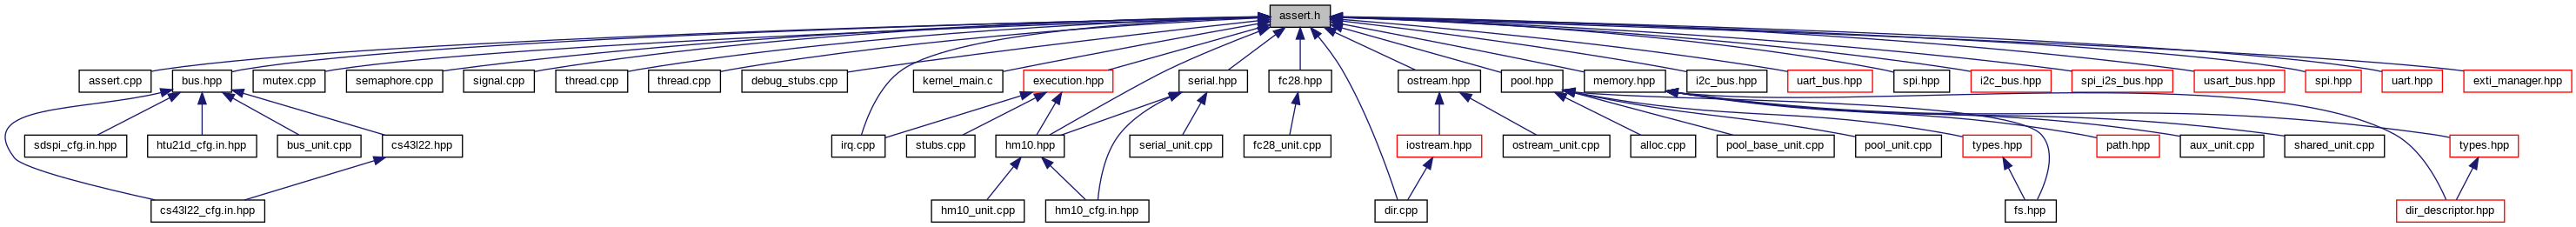 assert.h
assert.cpp
bus.hpp
mutex.cpp
semaphore.cpp
signal.cpp
thread.cpp
thread.cpp
debug_stubs.cpp
kernel_main.c
execution.hpp
serial.hpp
fc28.hpp
ostream.hpp
pool.hpp
memory.hpp
i2c_bus.hpp
uart_bus.hpp
spi.hpp
i2c_bus.hpp
spi_i2s_bus.hpp
usart_bus.hpp
spi.hpp
uart.hpp
exti_manager.hpp
sdspi_cfg.in.hpp
htu21d_cfg.in.hpp
bus_unit.cpp
cs43l22.hpp
irq.cpp
stubs.cpp
hm10.hpp
serial_unit.cpp
fc28_unit.cpp
iostream.hpp
ostream_unit.cpp
alloc.cpp
pool_base_unit.cpp
pool_unit.cpp
types.hpp
path.hpp
aux_unit.cpp
shared_unit.cpp
types.hpp
cs43l22_cfg.in.hpp
hm10_unit.cpp
hm10_cfg.in.hpp
dir.cpp
fs.hpp
dir_descriptor.hpp